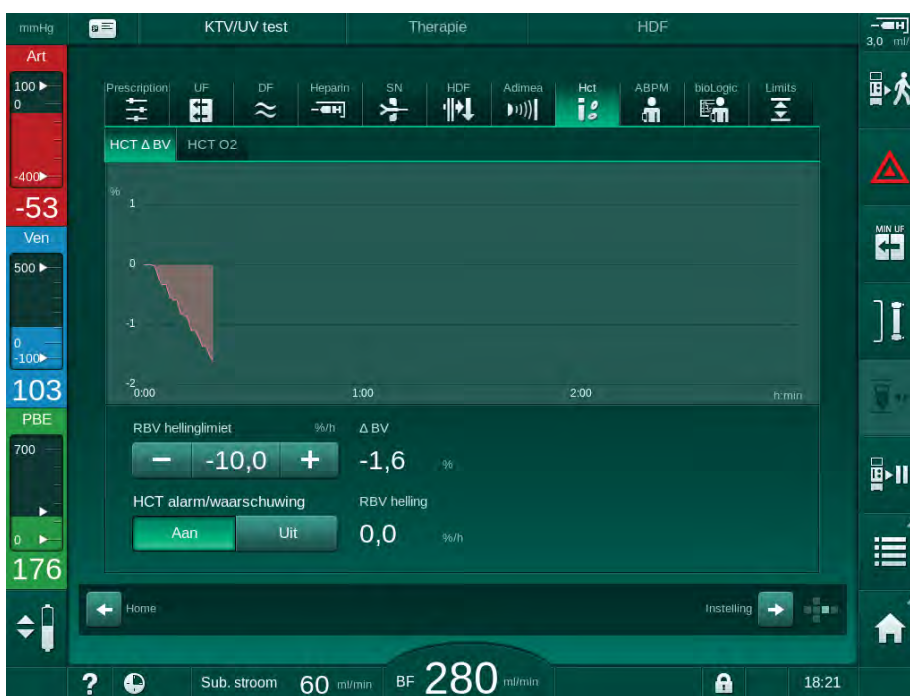 mmHg KTV/UV test Therapie HDF
3,0 ml/
Art
100
0
-400
-53
Ven
500
0
-100
103
PBE
700
0
176
Prescription UF DF Heparin SN HDF Adimea Hct ABPM bioLogic Limits
HCT Δ BV HCT O2
%
1
0
-1
-2
0:00 1:00 2:00 h:min
RBV hellinglimiet %/h Δ BV
− -10,0 + -1,6 %
HCT alarm/waarschuwing RBV helling
Aan Uit 0,0 %/h
MIN UF
Home Instelling
? Sub. stroom 60 ml/min BF 280 ml/min 18:21